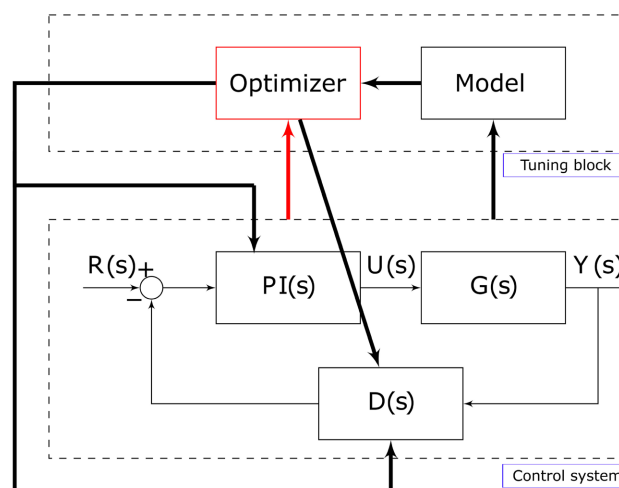 Optimizer
Model
Tuning block
R(s)
+
−
PI(s)
U(s)
G(s)
Y(s)
D(s)
Control system